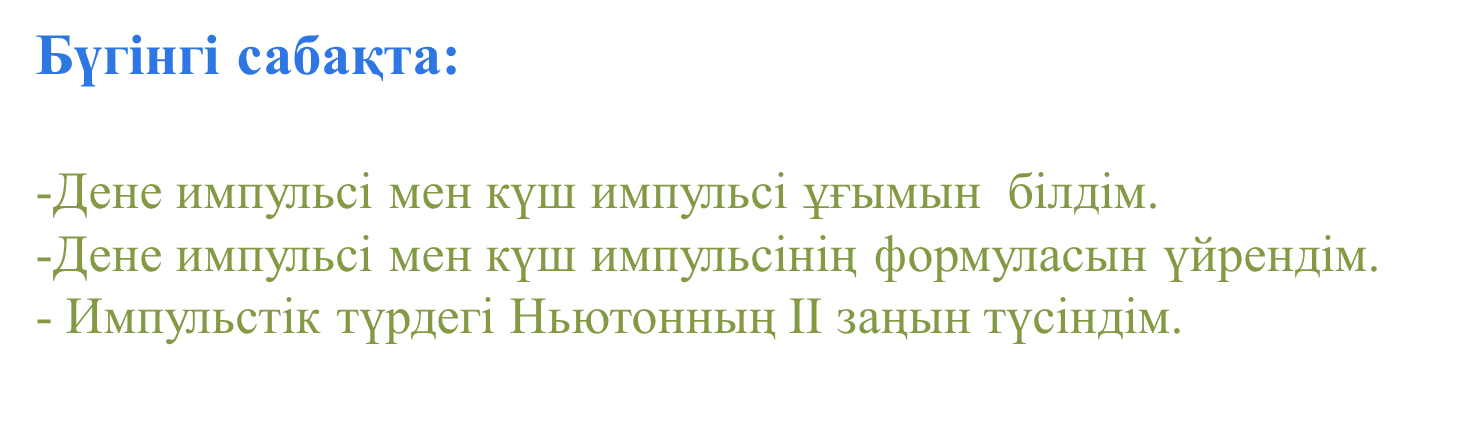 Бүгінгі сабақта:
-Дене импульсі мен күш импульсі ұғымын  білдім.
-Дене импульсі мен күш импульсінің формуласын үйрендім.
- Импульстік түрдегі Ньютонның II заңын түсіндім.